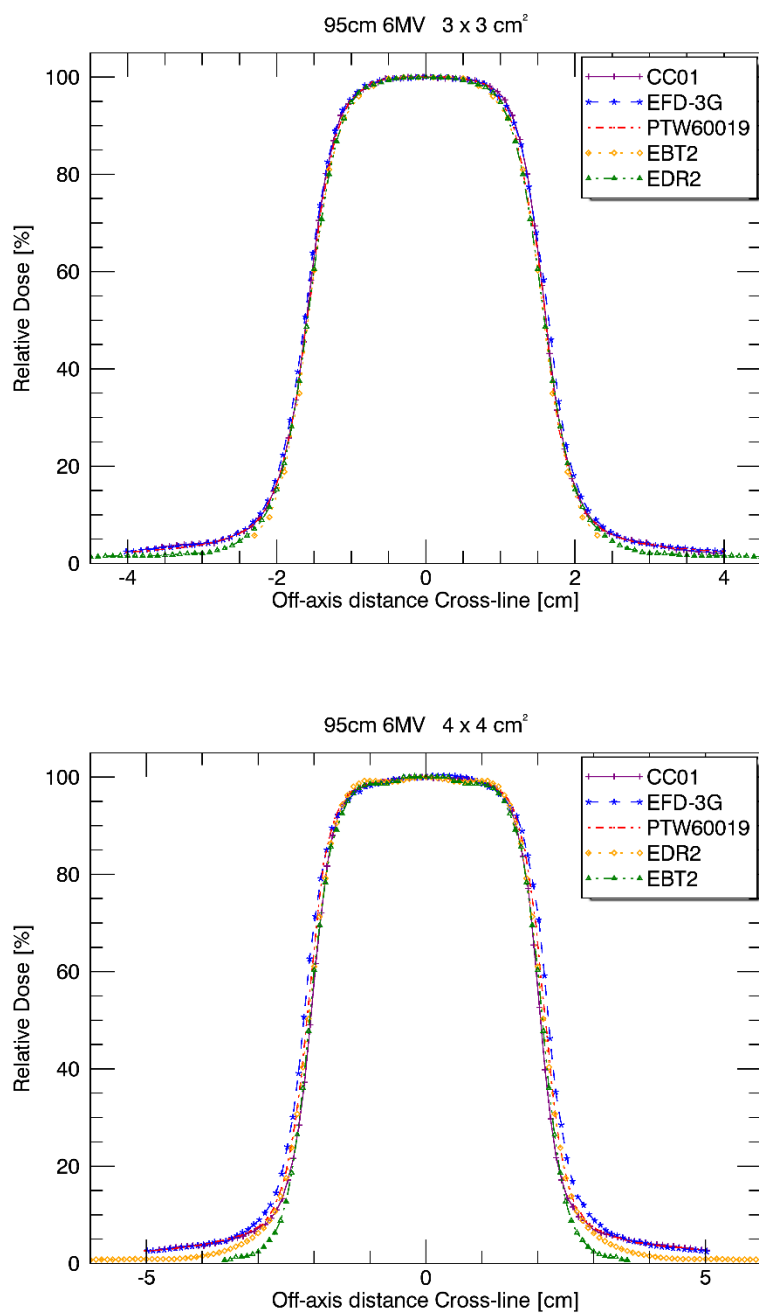 95cm 6MV 3 x 3 cm²
CC01
EFD-3G
PTW60019
EBT2
EDR2
100
80
60
40
20
0
Relative Dose [%]
-4 -2 0 2 4
Off-axis distance Cross-line [cm]
95cm 6MV 4 x 4 cm²
CC01
EFD-3G
PTW60019
EDR2
EBT2
100
80
60
40
20
0
Relative Dose [%]
-5 0 5
Off-axis distance Cross-line [cm]